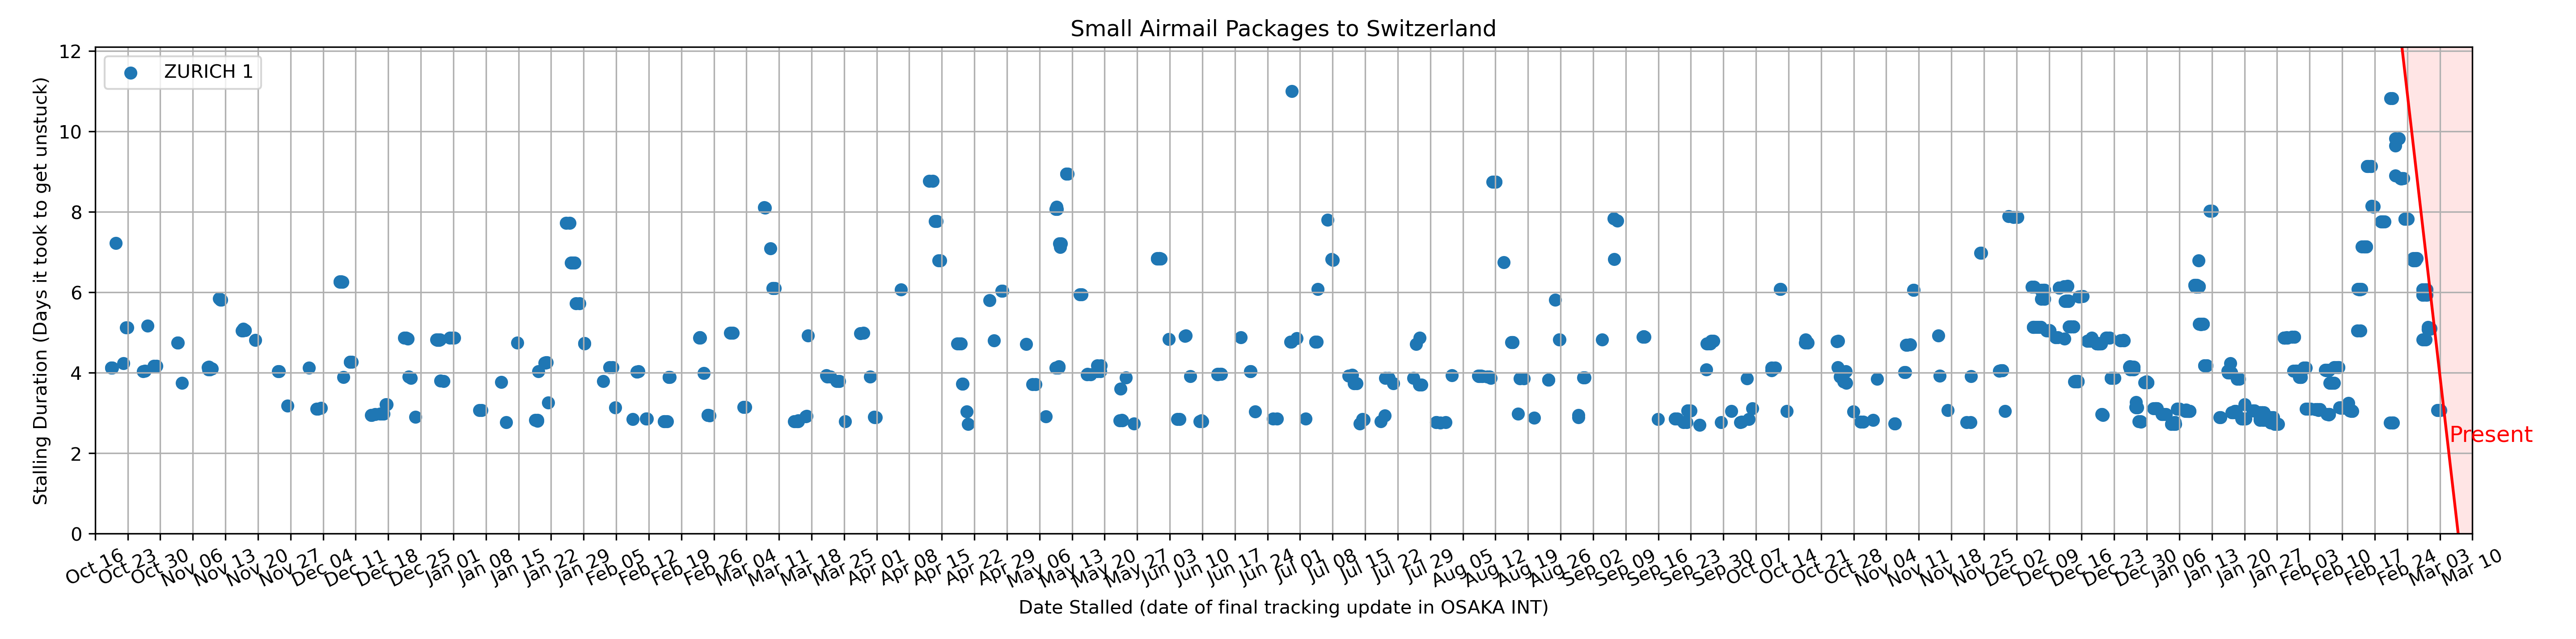 Small Airmail Packages to Switzerland
ZURICH 1
Stalling Duration (Days it took to get unstuck)
12
10
8
6
4
2
0
Present
Oct 16
Oct 23
Oct 30
Nov 06
Nov 13
Nov 20
Nov 27
Dec 04
Dec 11
Dec 18
Dec 25
Jan 01
Jan 08
Jan 15
Jan 22
Jan 29
Feb 05
Feb 12
Feb 19
Feb 26
Mar 04
Mar 11
Mar 18
Mar 25
Apr 01
Apr 08
Apr 15
Apr 22
Apr 29
May 06
May 13
May 20
May 27
Jun 03
Jun 10
Jun 17
Jun 24
Jul 01
Jul 08
Jul 15
Jul 22
Jul 29
Aug 05
Aug 12
Aug 19
Aug 26
Sep 02
Sep 09
Sep 16
Sep 23
Sep 30
Oct 07
Oct 14
Oct 21
Oct 28
Nov 04
Nov 11
Nov 18
Nov 25
Dec 02
Dec 09
Dec 16
Dec 23
Dec 30
Jan 06
Jan 13
Jan 20
Jan 27
Feb 03
Feb 10
Feb 17
Feb 24
Mar 03
Mar 10
Date Stalled (date of final tracking update in OSAKA INT)